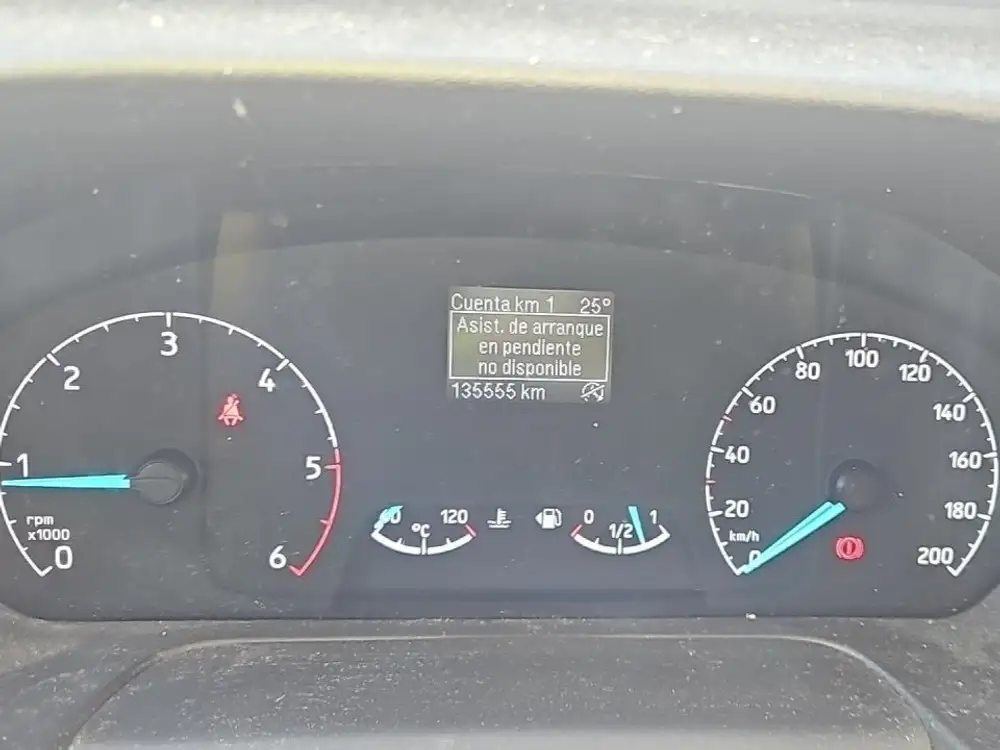 Cuenta km 1 25°
Asist. de arranque
en pendiente
no disponible
135555 km
0 1 2 3 4 5 6
rpm
x1000
60 °C 120
0 1/2 1
0 20 40 60 80 100 120 140 160 180 200
km/h